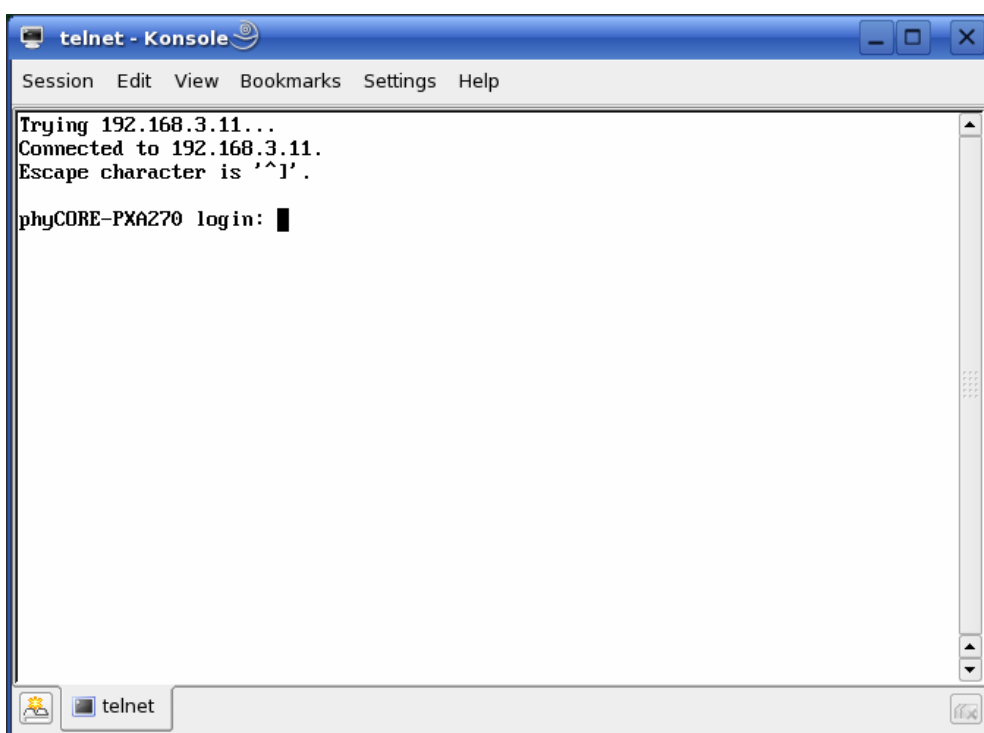 telnet - Konsole
Session Edit View Bookmarks Settings Help
Trying 192.168.3.11...
Connected to 192.168.3.11.
Escape character is '^]'.
phyCORE-PXA270 login:
telnet